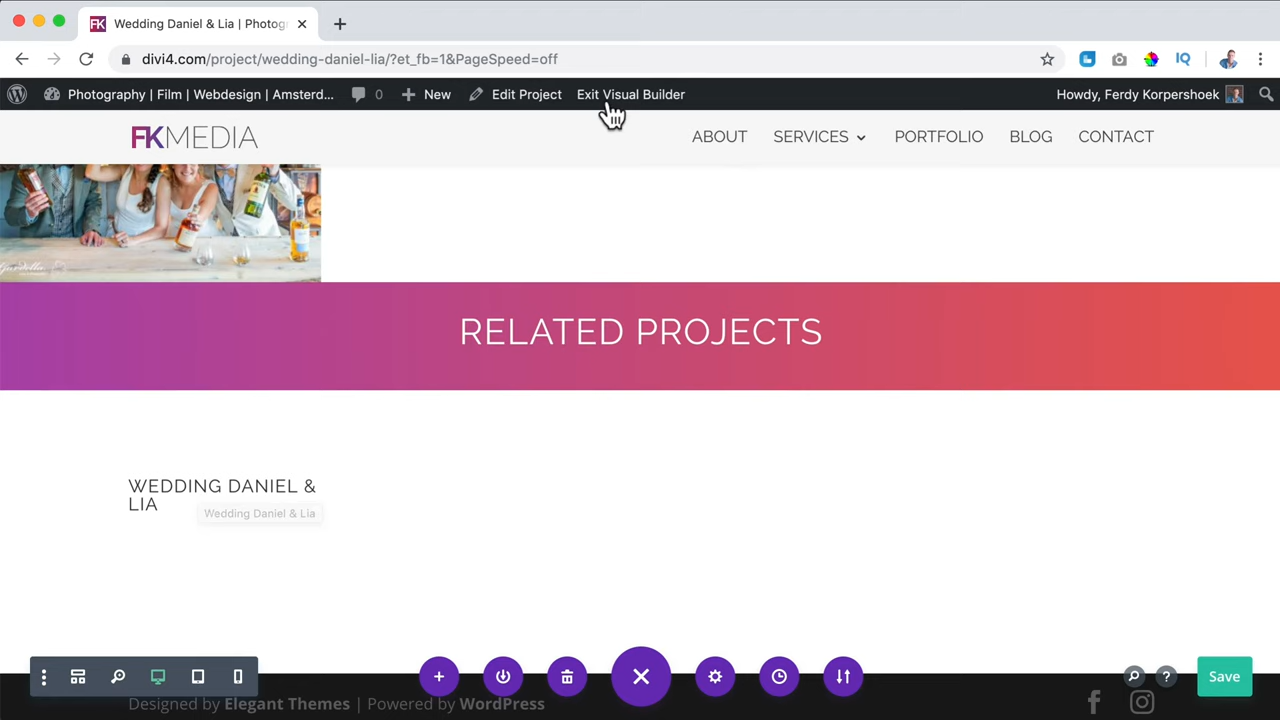 FK Wedding Daniel & Lia | Photog
divi4.com/project/wedding-daniel-lia/?et_fb=1&PageSpeed=off
IQ
Photography | Film | Webdesign | Amsterd... 0 New Edit Project Exit Visual Builder Howdy, Ferdy Korpershoek
FKMEDIA ABOUT SERVICES PORTFOLIO BLOG CONTACT
RELATED PROJECTS
WEDDING DANIEL &
LIA
Wedding Daniel & Lia
Save
Designed by Elegant Themes | Powered by WordPress